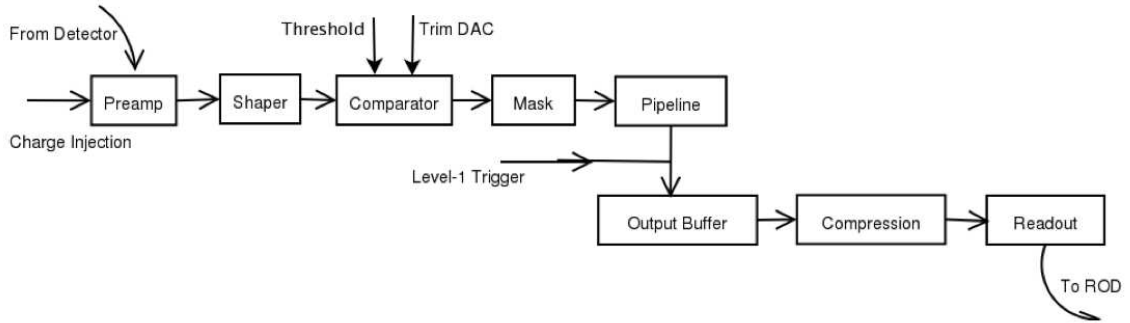 From Detector
Threshold
Trim DAC
Preamp
Shaper
Comparator
Mask
Pipeline
Charge Injection
Level-1 Trigger
Output Buffer
Compression
Readout
To ROD